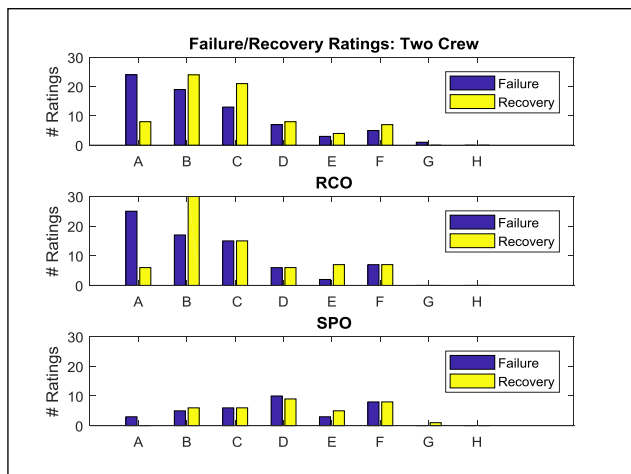 Failure/Recovery Ratings: Two Crew
# Ratings
30
20
10
0
A B C D E F G H
Failure
Recovery
RCO
# Ratings
30
20
10
0
A B C D E F G H
Failure
Recovery
SPO
# Ratings
30
20
10
0
A B C D E F G H
Failure
Recovery